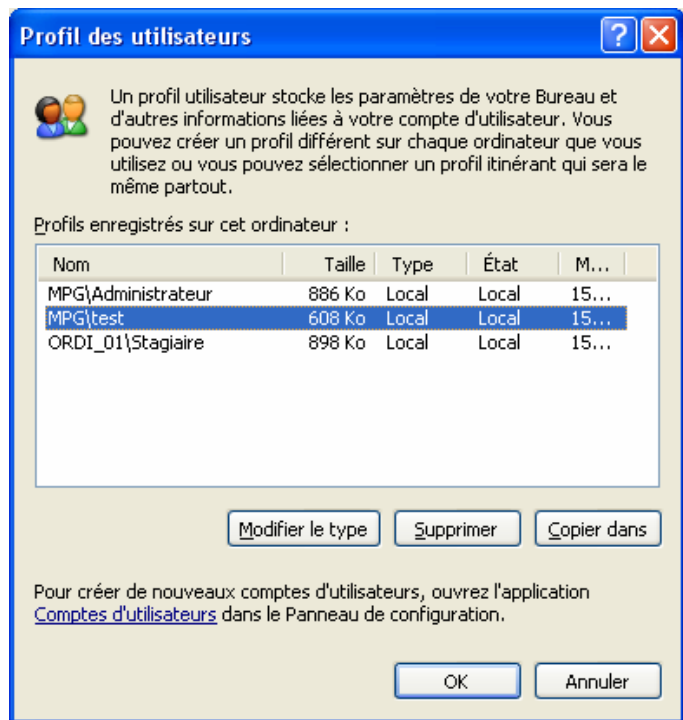 Profil des utilisateurs
Un profil utilisateur stocke les paramètres de votre Bureau et
d'autres informations liées à votre compte d'utilisateur. Vous
pouvez créer un profil différent sur chaque ordinateur que vous
utilisez ou vous pouvez sélectionner un profil itinérant qui sera le
même partout.
Profils enregistrés sur cet ordinateur :
Nom Taille Type État M...
MPG\Administrateur 886 Ko Local Local 15...
MPG\test 608 Ko Local Local 15...
ORDI_01\Stagiaire 898 Ko Local Local 15...
Modifier le type Supprimer Copier dans
Pour créer de nouveaux comptes d'utilisateurs, ouvrez l'application
Comptes d'utilisateurs dans le Panneau de configuration.
OK Annuler